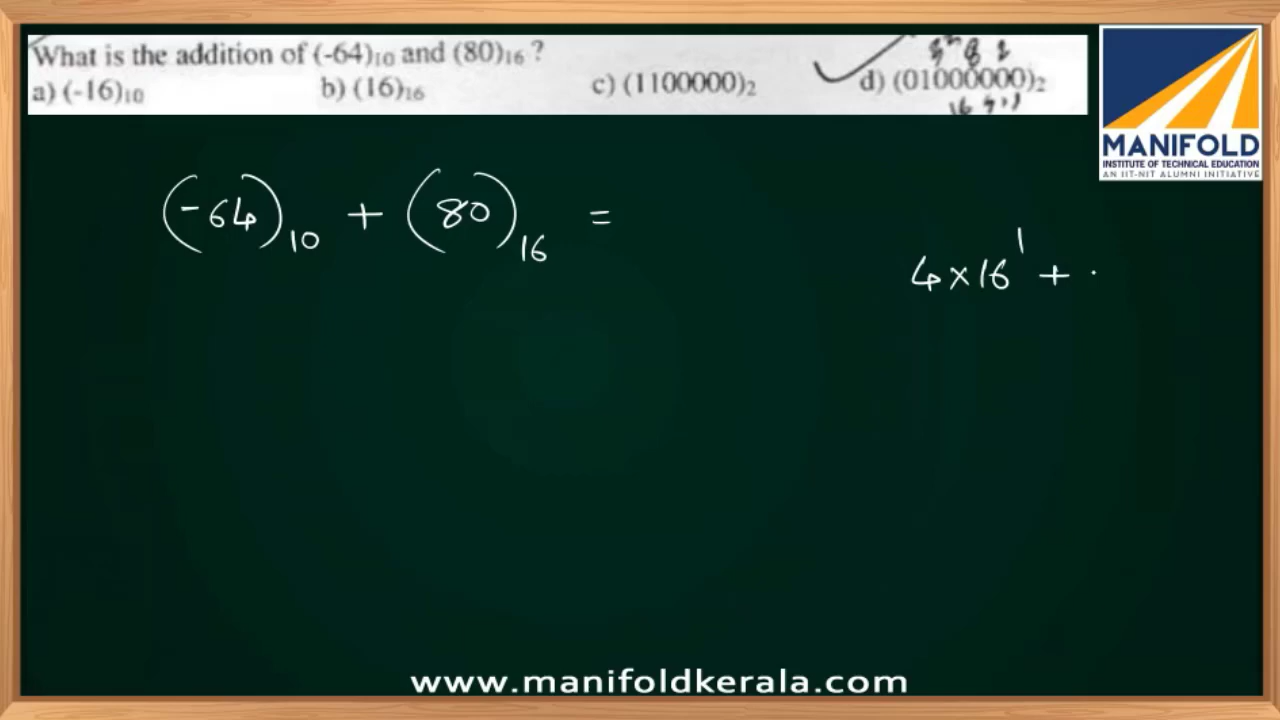 What is the addition of (-64)₁₀ and (80)₁₆ ?
a) (-16)₁₀ b) (16)₁₆ c) (1100000)₂ d) (01000000)₂
MANIFOLD
INSTITUTE OF TECHNICAL EDUCATION
AN IIT-NIT ALUMNI INITIATIVE
(-64)₁₀ + (80)₁₆ =
4×16¹ + .
www.manifoldkerala.com